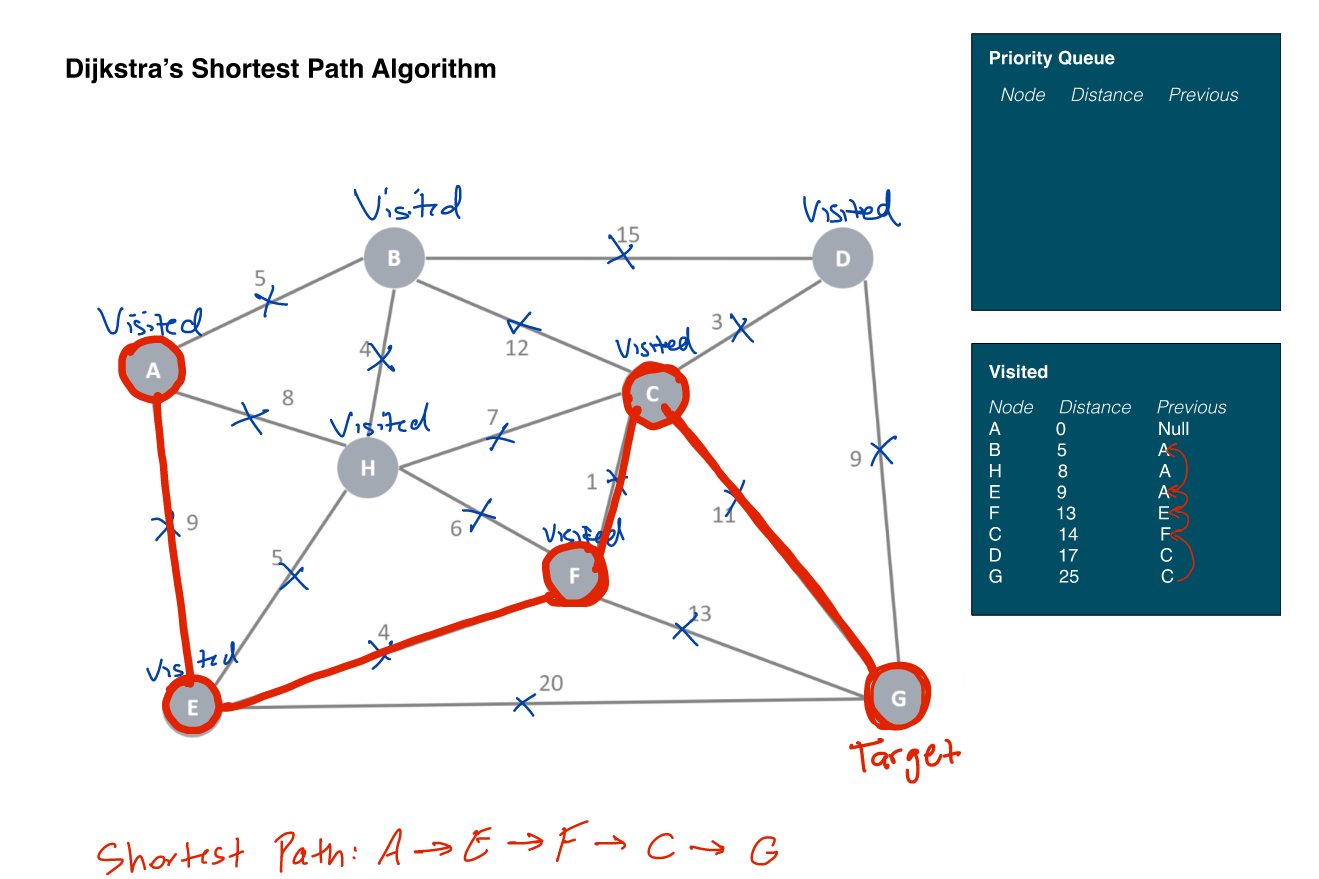 Dijkstra's Shortest Path Algorithm
Priority Queue
Node Distance Previous
Visited
Visited
B
15
D
5
Visited
A
8
4
12
3
Visited
C
Visited
7
H
9
1
6
11
9
Visited
F
5
4
13
Visited
E
20
G
Target
Shortest Path: A → E → F → C → G
Visited
Node Distance Previous
A 0 Null
B 5 A
H 8 A
E 9 A
F 13 E
C 14 F
D 17 C
G 25 C